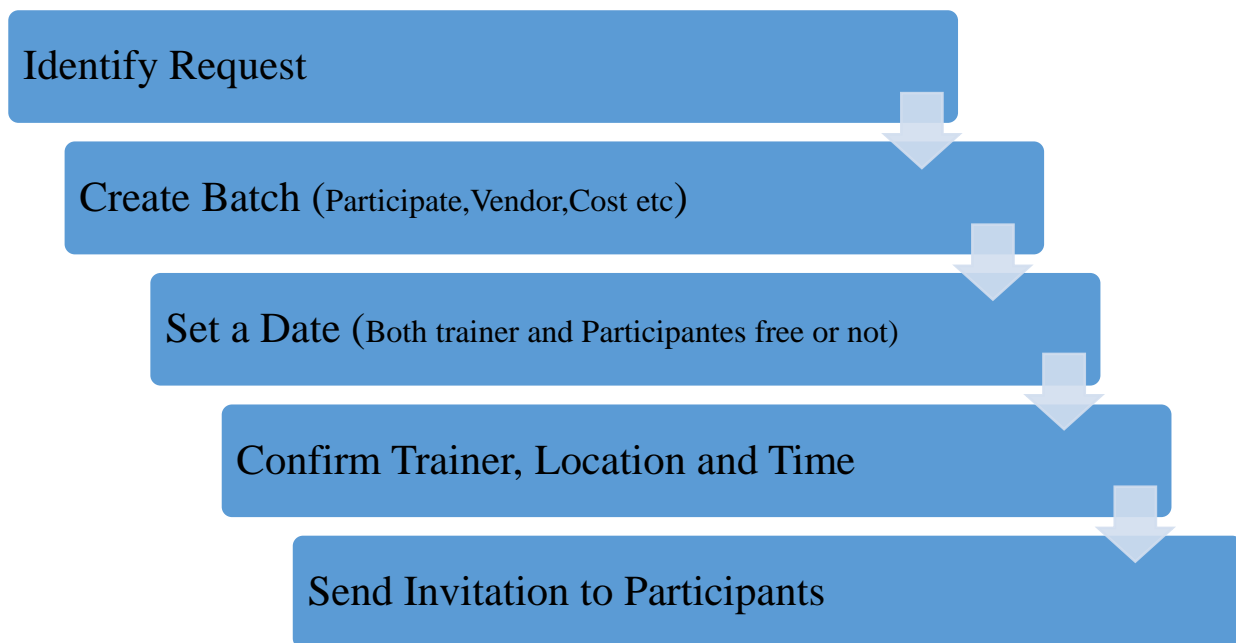 Identify Request
Create Batch (Participate,Vendor,Cost etc)
Set a Date (Both trainer and Participantes free or not)
Confirm Trainer, Location and Time
Send Invitation to Participants